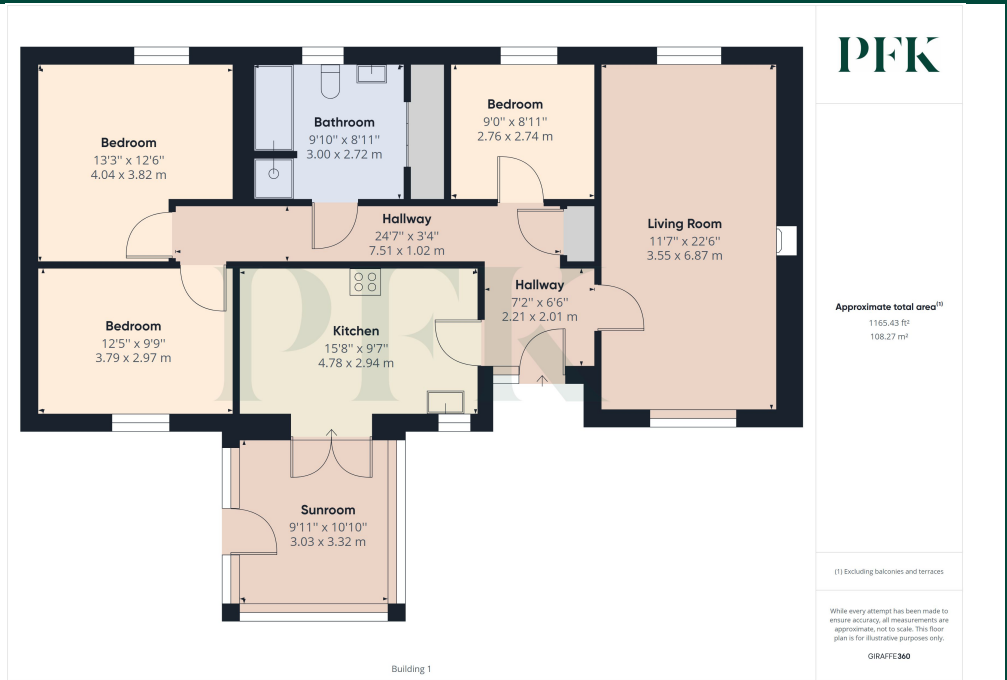 PFK
Bedroom
13'3" x 12'6"
4.04 x 3.82 m
Bathroom
9'10" x 8'11"
3.00 x 2.72 m
Bedroom
9'0" x 8'11"
2.76 x 2.74 m
Living Room
11'7" x 22'6"
3.55 x 6.87 m
Hallway
24'7" x 3'4"
7.51 x 1.02 m
Hallway
7'2" x 6'6"
2.21 x 2.01 m
Bedroom
12'5" x 9'9"
3.79 x 2.97 m
Kitchen
15'8" x 9'7"
4.78 x 2.94 m
PFK
Sunroom
9'11" x 10'10"
3.03 x 3.32 m
Building 1
Approximate total area(1)
1165.43 ft²
108.27 m²
(1) Excluding balconies and terraces
While every attempt has been made to
ensure accuracy, all measurements are
approximate, not to scale. This floor
plan is for illustrative purposes only.
GIRAFFE360